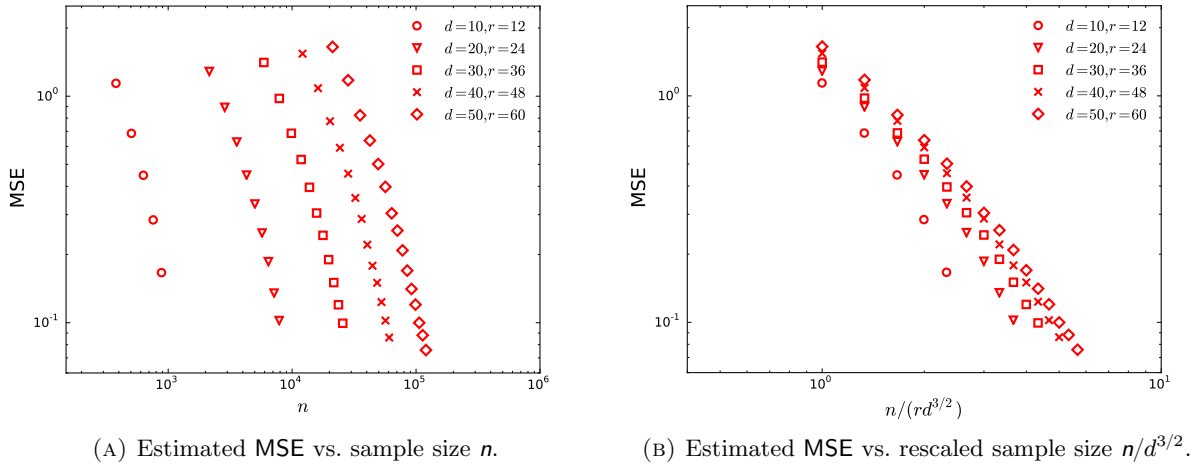 d=10,r=12
d=20,r=24
d=30,r=36
d=40,r=48
d=50,r=60
10^0
10^{-1}
MSE
10^3 10^4 10^5 10^6
n
(A) Estimated MSE vs. sample size n.
d=10,r=12
d=20,r=24
d=30,r=36
d=40,r=48
d=50,r=60
10^0
10^{-1}
MSE
10^0 10^1
n/(rd^{3/2})
(B) Estimated MSE vs. rescaled sample size n/d^{3/2}.